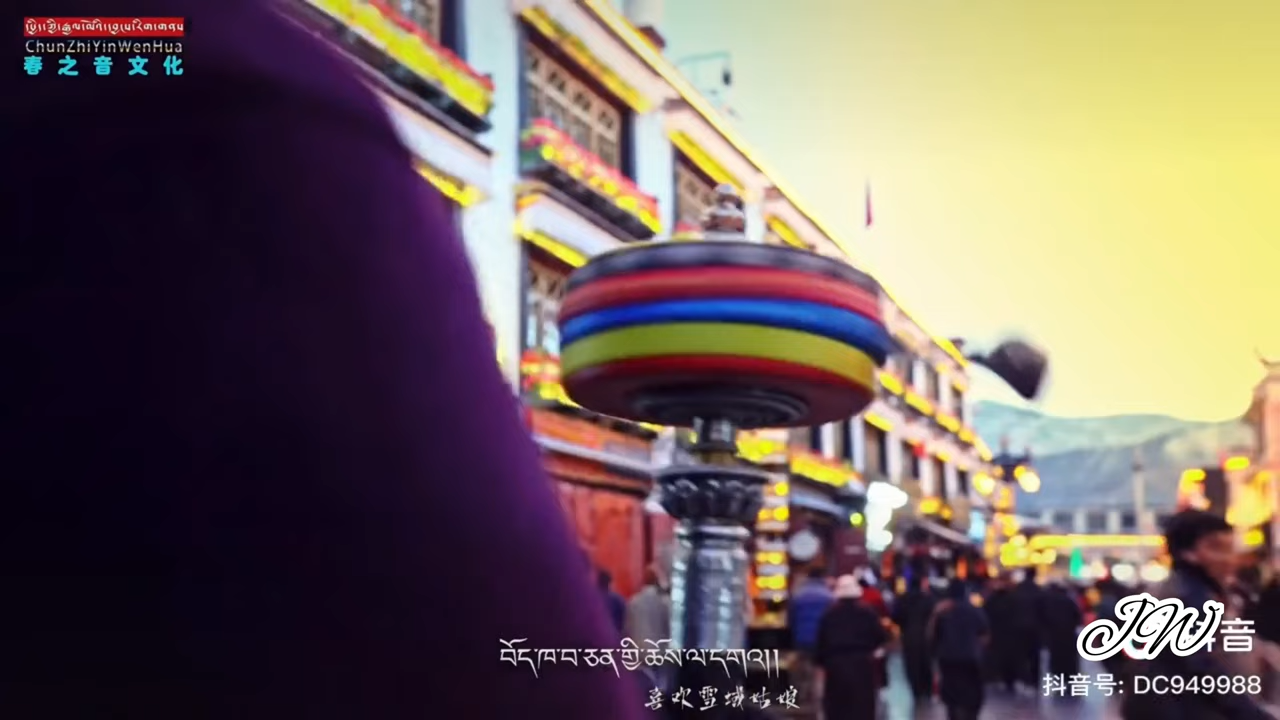 ChunZhiYinWenHua
春之音文化
བོད་ཁ་བ་ཅན་གྱི་ཆོས་ལ་དགའ།།
喜欢雪域姑娘
JW 音
抖音号: DC949988